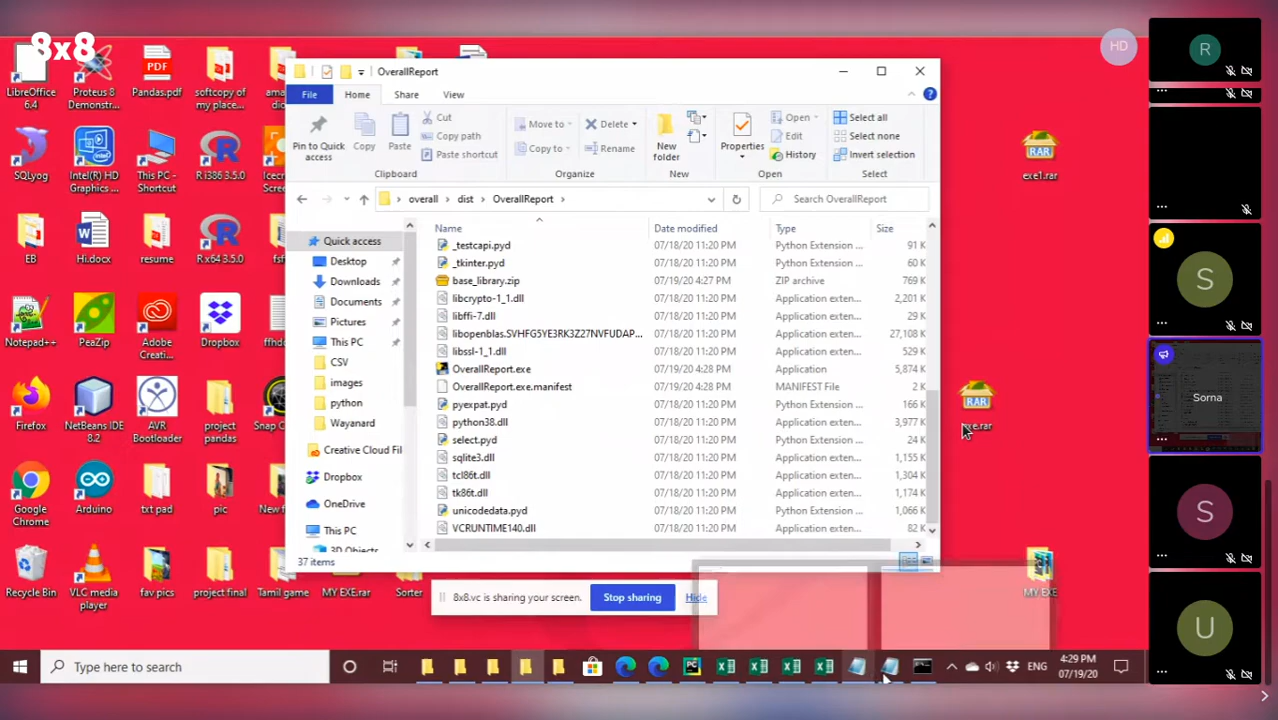 8x8
HD
R
S
Sorna
S
U
LibreOffice
6.4
Proteus 8
Demonstr...
PDF
Pandas.pdf
softcopy of
my place...
SQLyog
Intel(R) HD
Graphics ...
This PC -
Shortcut
R i386 3.5.0
EB
Hi.docx
resume
R x64 3.5.0
Notepad++
PeaZip
Adobe
Creati...
Dropbox
Firefox
NetBeans IDE
8.2
AVR
Bootloader
project
pandas
Google
Chrome
Arduino
txt pad
pic
Recycle Bin
VLC media
player
fav pics
project final
Tamil game
MY EXE.rar
Sorter
RAR
exe1.rar
RAR
exe.rar
MY EXE
OverallReport
File
Home
Share
View
Pin to Quick
access
Copy
Paste
Cut
Copy path
Paste shortcut
Clipboard
Move to
Copy to
Delete
Rename
Organize
New
folder
New
Properties
Open
Edit
History
Open
Select all
Select none
Invert selection
Select
overall
dist
OverallReport
Search OverallReport
Quick access
Desktop
Downloads
Documents
Pictures
This PC
CSV
images
python
Wayanard
Creative Cloud Fil
Dropbox
OneDrive
This PC
3D Objects
Name Date modified Type Size
_testcapi.pyd 07/18/20 11:20 PM Python Extension ... 91 K
_tkinter.pyd 07/18/20 11:20 PM Python Extension ... 60 K
base_library.zip 07/19/20 4:27 PM ZIP archive 769 K
libcrypto-1_1.dll 07/18/20 11:20 PM Application exten... 2,201 K
libffi-7.dll 07/18/20 11:20 PM Application exten... 29 K
libopenblas.SVHFG5YE3RK3Z27NVFUDAP... 07/18/20 11:20 PM Application exten... 27,108 K
libssl-1_1.dll 07/18/20 11:20 PM Application exten... 529 K
OverallReport.exe 07/19/20 4:28 PM Application 5,874 K
OverallReport.exe.manifest 07/19/20 4:28 PM MANIFEST File 2 K
pyexpat.pyd 07/18/20 11:20 PM Python Extension ... 166 K
python38.dll 07/18/20 11:20 PM Application exten... 3,977 K
select.pyd 07/18/20 11:20 PM Python Extension ... 24 K
sqlite3.dll 07/18/20 11:20 PM Application exten... 1,155 K
tcl86t.dll 07/18/20 11:20 PM Application exten... 1,304 K
tk86t.dll 07/18/20 11:20 PM Application exten... 1,174 K
unicodedata.pyd 07/18/20 11:20 PM Python Extension ... 1,066 K
VCRUNTIME140.dll 07/18/20 11:20 PM Application exten... 82 K
37 items
8x8.vc is sharing your screen.
Stop sharing
Hide
Type here to search
ENG
4:29 PM
07/19/20